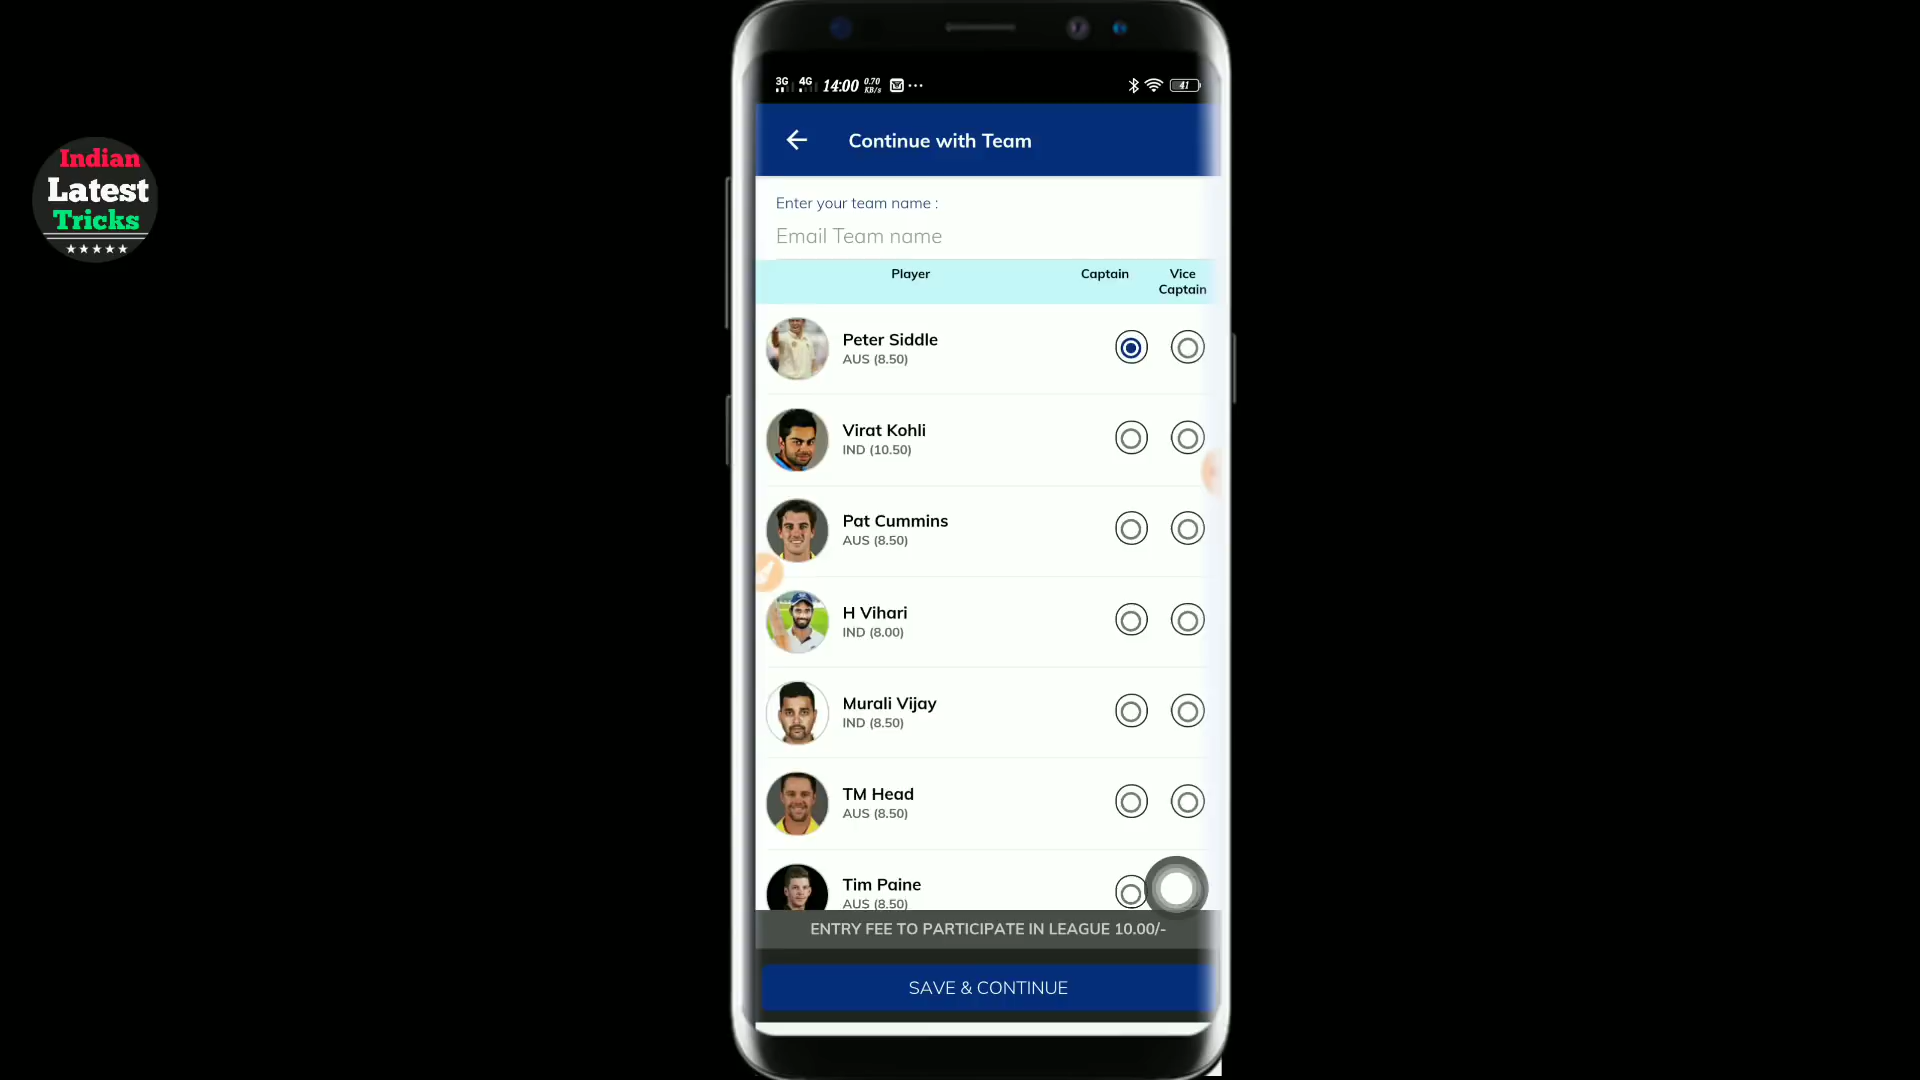 Indian
Latest
Tricks
3G 4G 14:00 0.70 KB/s 41
Continue with Team
Enter your team name :
Email Team name
Player Captain Vice Captain
Peter Siddle
AUS (8.50)
Virat Kohli
IND (10.50)
Pat Cummins
AUS (8.50)
H Vihari
IND (8.00)
Murali Vijay
IND (8.50)
TM Head
AUS (8.50)
Tim Paine
AUS (8.50)
ENTRY FEE TO PARTICIPATE IN LEAGUE 10.00/-
SAVE & CONTINUE